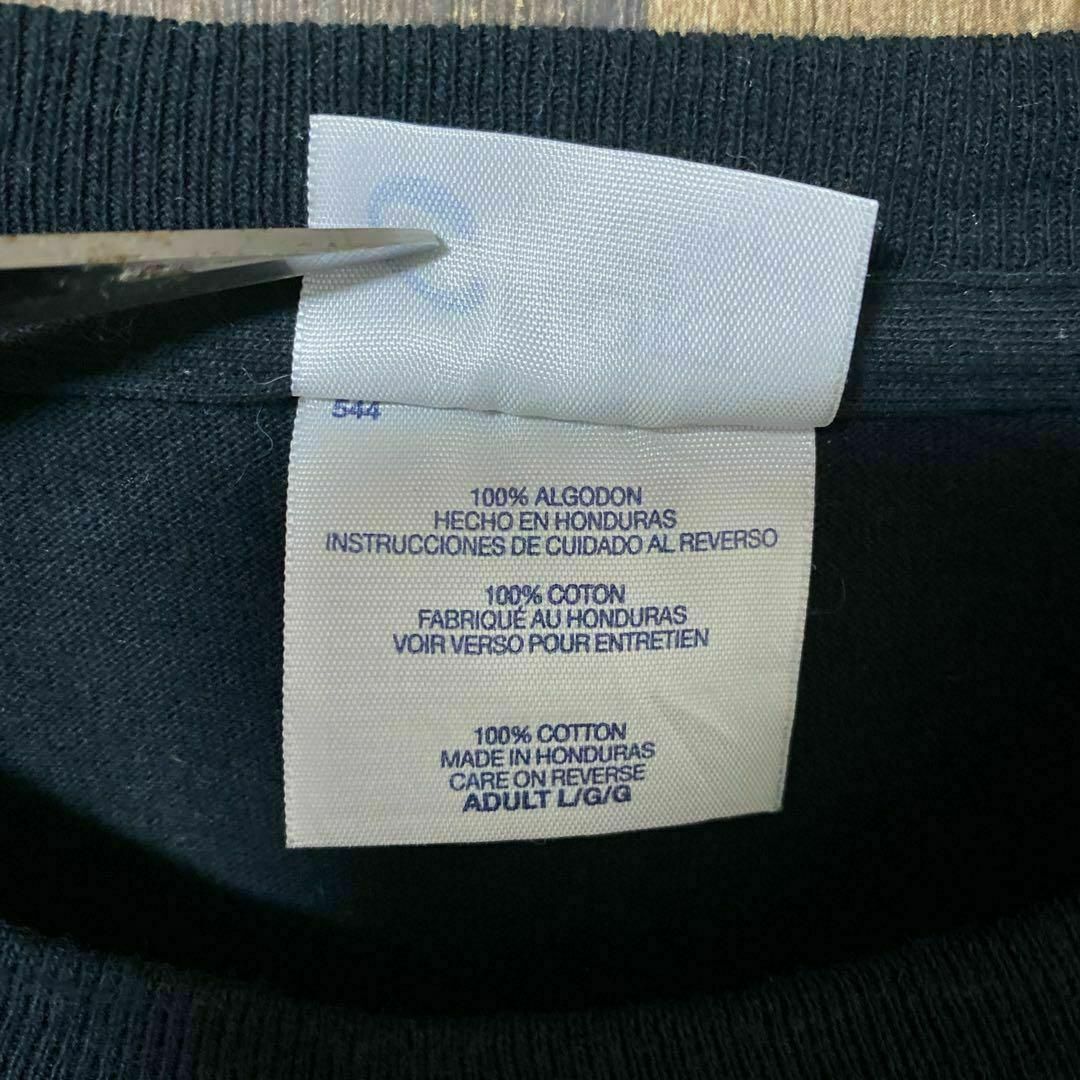 544
100% ALGODON
HECHO EN HONDURAS
INSTRUCCIONES DE CUIDADO AL REVERSO
100% COTON
FABRIQUÉ AU HONDURAS
VOIR VERSO POUR ENTRETIEN
100% COTTON
MADE IN HONDURAS
CARE ON REVERSE
ADULT L/G/G